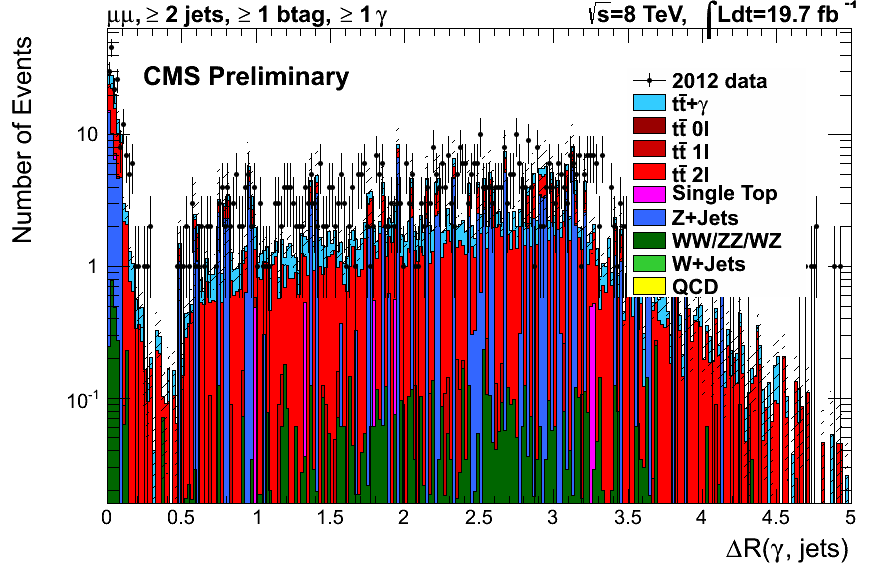 μμ, ≥ 2 jets, ≥ 1 btag, ≥ 1 γ
√s=8 TeV, ∫Ldt=19.7 fb⁻¹
CMS Preliminary
Number of Events
10
1
10⁻¹
2012 data
tt̄+γ
tt̄ 0l
tt̄ 1l
tt̄ 2l
Single Top
Z+Jets
WW/ZZ/WZ
W+Jets
QCD
0 0.5 1 1.5 2 2.5 3 3.5 4 4.5 5
ΔR(γ, jets)